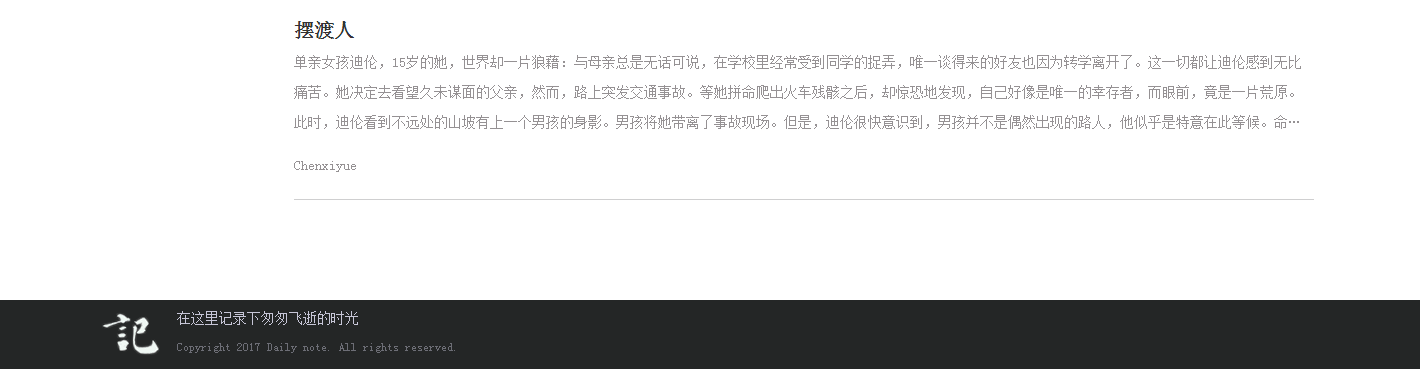 摆渡人
单亲女孩迪伦，15岁的她，世界却一片狼藉：与母亲总是无话可说，在学校里经常受到同学的捉弄，唯一谈得来的好友也因为转学离开了。这一切都让迪伦感到无比
痛苦。她决定去看望久未谋面的父亲，然而，路上突发交通事故。等她拼命爬出火车残骸之后，却惊恐地发现，自己好像是唯一的幸存者，而眼前，竟是一片荒原。
此时，迪伦看到不远处的山坡有上一个男孩的身影。男孩将她带离了事故现场。但是，迪伦很快意识到，男孩并不是偶然出现的路人，他似乎是特意在此等候。命…
Chenxiyue
記
在这里记录下匆匆飞逝的时光
Copyright 2017 Daily note. All rights reserved.